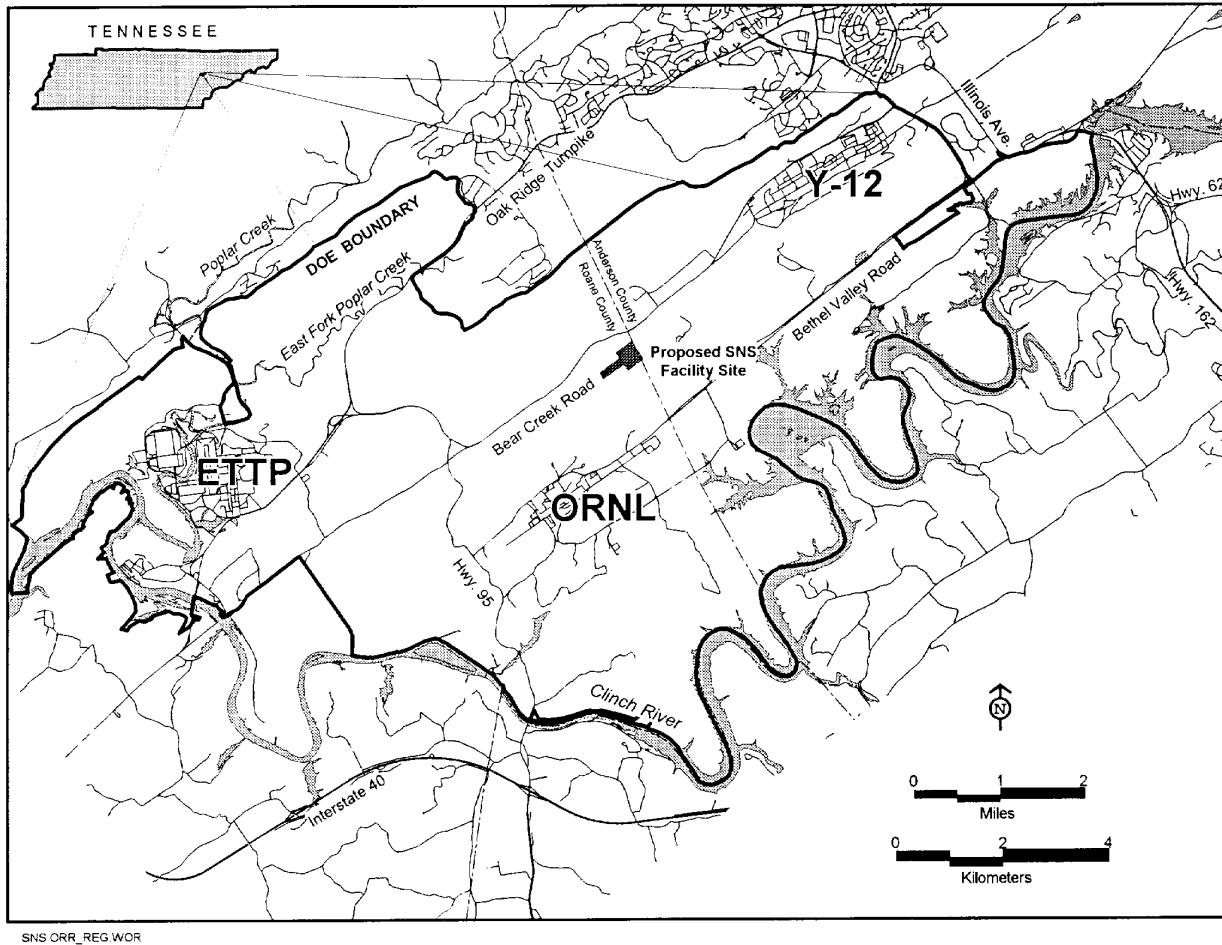 TENNESSEE
Illinois Ave.
Oak Ridge Turnpike
Y-12
Hwy. 62
Poplar Creek
DOE BOUNDARY
East Fork Poplar Creek
Anderson County
Roane County
Bethel Valley Road
Hwy. 162
Proposed SNS
Facility Site
Bear Creek Road
ETTP
ORNL
Hwy. 95
Clinch River
Interstate 40
N
0 1 2
Miles
0 2 4
Kilometers
SNS ORR_REG.WOR